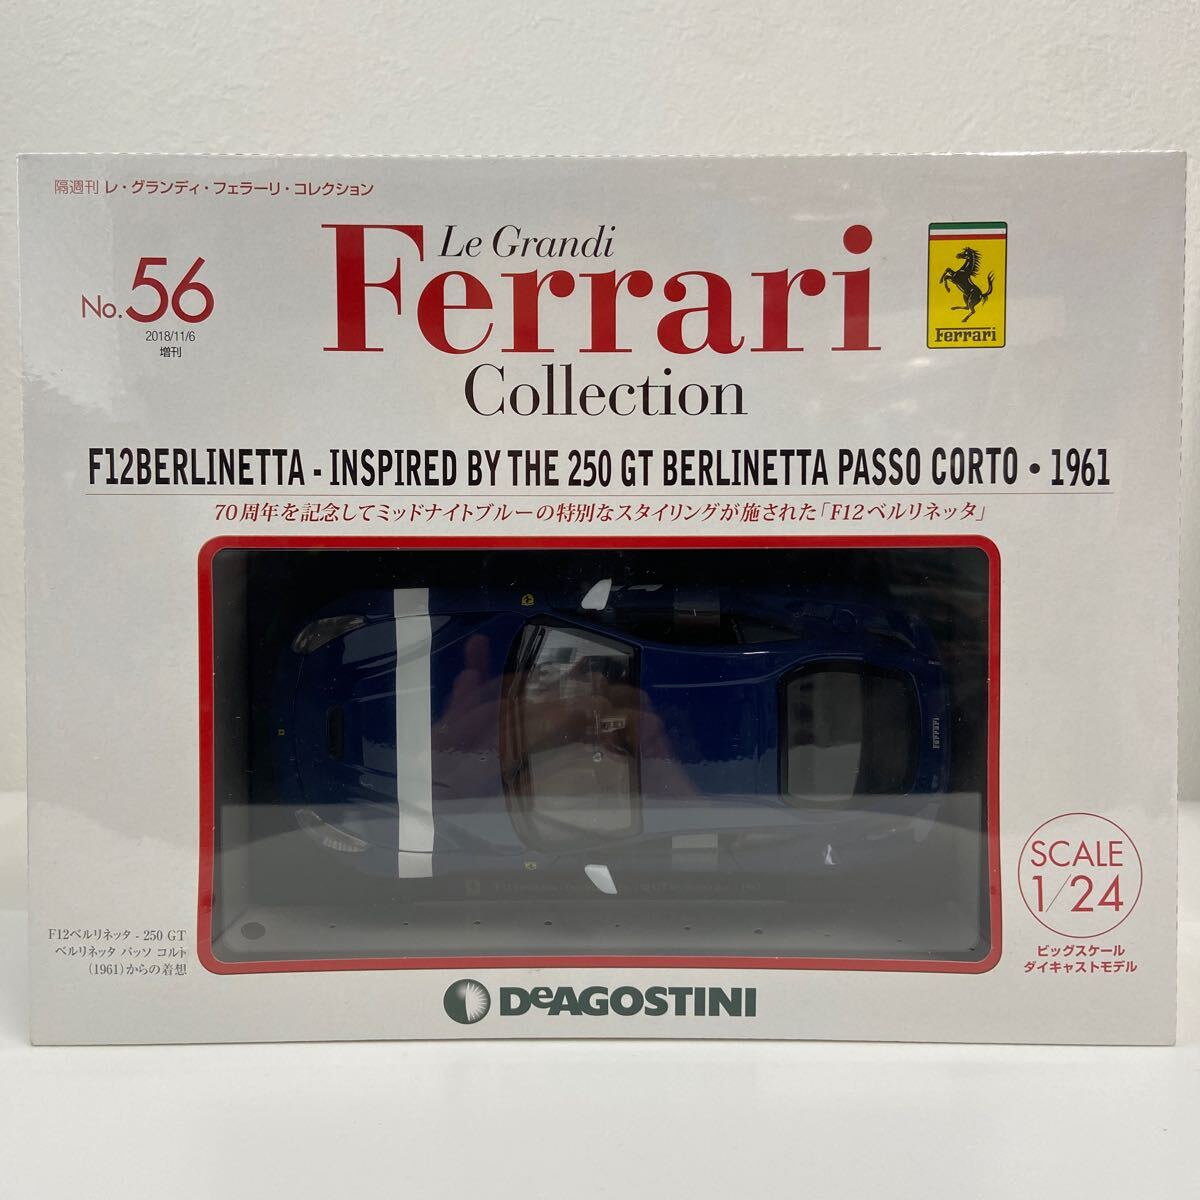 隔週刊 レ・グランディ・フェラーリ・コレクション
No.56
2018/11/6
増刊
Le Grandi
Ferrari
Collection
Ferrari
F12BERLINETTA - INSPIRED BY THE 250 GT BERLINETTA PASSO CORTO • 1961
70周年を記念してミッドナイトブルーの特別なスタイリングが施された「F12ベルリネッタ」
Ferrari
F12ベルリネッタ - 250 GT
ベルリネッタ パッソ コルト
(1961)からの着想
SCALE
1/24
ビッグスケール
ダイキャストモデル
DeAGOSTINI